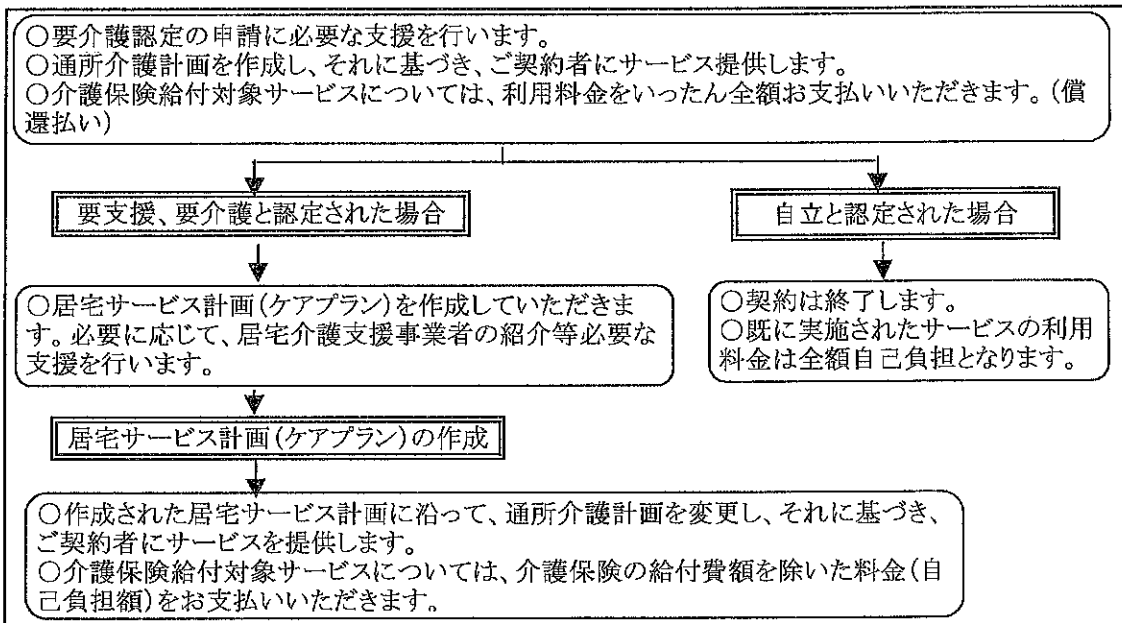 ○要介護認定の申請に必要な支援を行います。
○通所介護計画を作成し、それに基づき、ご契約者にサービス提供します。
○介護保険給付対象サービスについては、利用料金をいったん全額お支払いいただきます。(償
還払い)
要支援、要介護と認定された場合
自立と認定された場合
○居宅サービス計画(ケアプラン)を作成していただきま
す。必要に応じて、居宅介護支援事業者の紹介等必要な
支援を行います。
○契約は終了します。
○既に実施されたサービスの利用
料金は全額自己負担となります。
居宅サービス計画(ケアプラン)の作成
○作成された居宅サービス計画に沿って、通所介護計画を変更し、それに基づき、
ご契約者にサービスを提供します。
○介護保険給付対象サービスについては、介護保険の給付費額を除いた料金(自
己負担額)をお支払いいただきます。